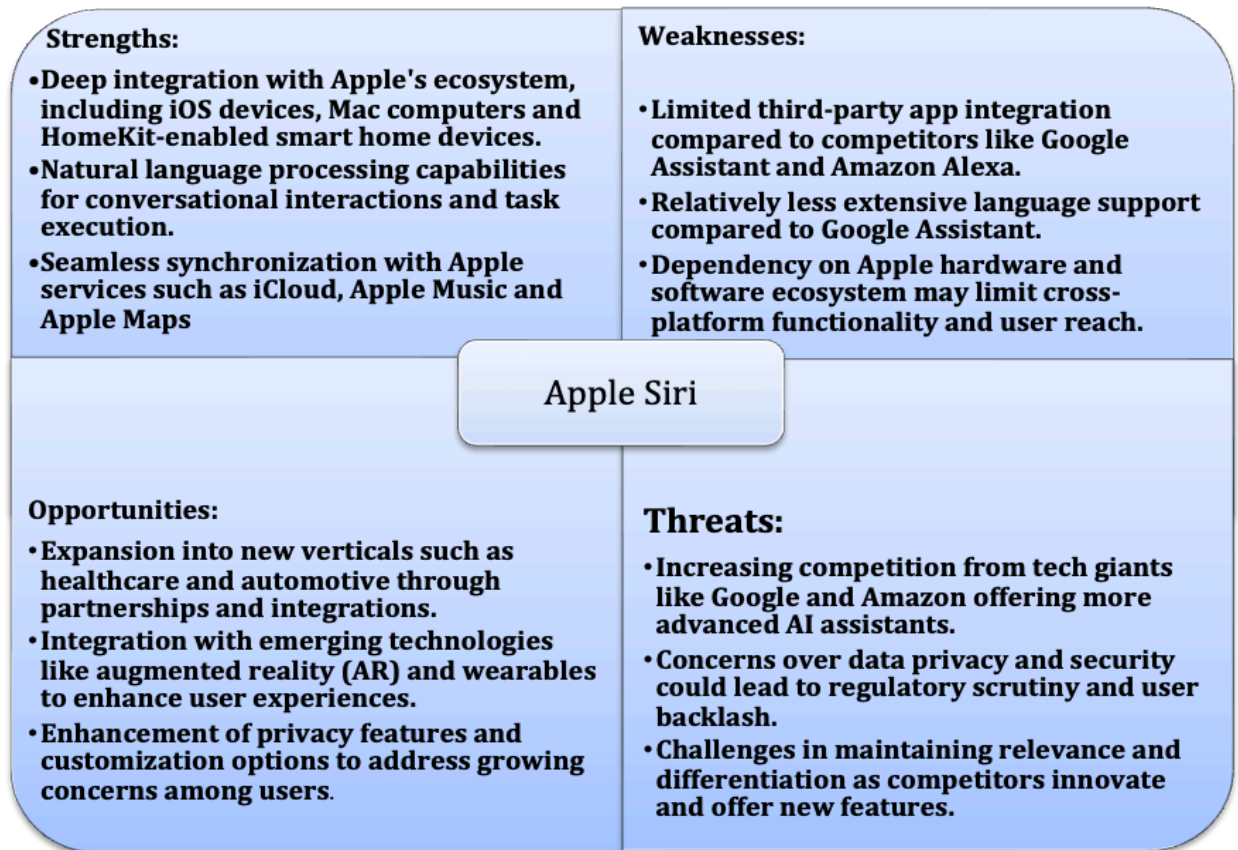 Strengths:
•Deep integration with Apple's ecosystem,
including iOS devices, Mac computers and
HomeKit-enabled smart home devices.
•Natural language processing capabilities
for conversational interactions and task
execution.
•Seamless synchronization with Apple
services such as iCloud, Apple Music and
Apple Maps
Weaknesses:
•Limited third-party app integration
compared to competitors like Google
Assistant and Amazon Alexa.
•Relatively less extensive language support
compared to Google Assistant.
•Dependency on Apple hardware and
software ecosystem may limit cross-
platform functionality and user reach.
Apple Siri
Opportunities:
•Expansion into new verticals such as
healthcare and automotive through
partnerships and integrations.
•Integration with emerging technologies
like augmented reality (AR) and wearables
to enhance user experiences.
•Enhancement of privacy features and
customization options to address growing
concerns among users.
Threats:
•Increasing competition from tech giants
like Google and Amazon offering more
advanced AI assistants.
•Concerns over data privacy and security
could lead to regulatory scrutiny and user
backlash.
•Challenges in maintaining relevance and
differentiation as competitors innovate
and offer new features.